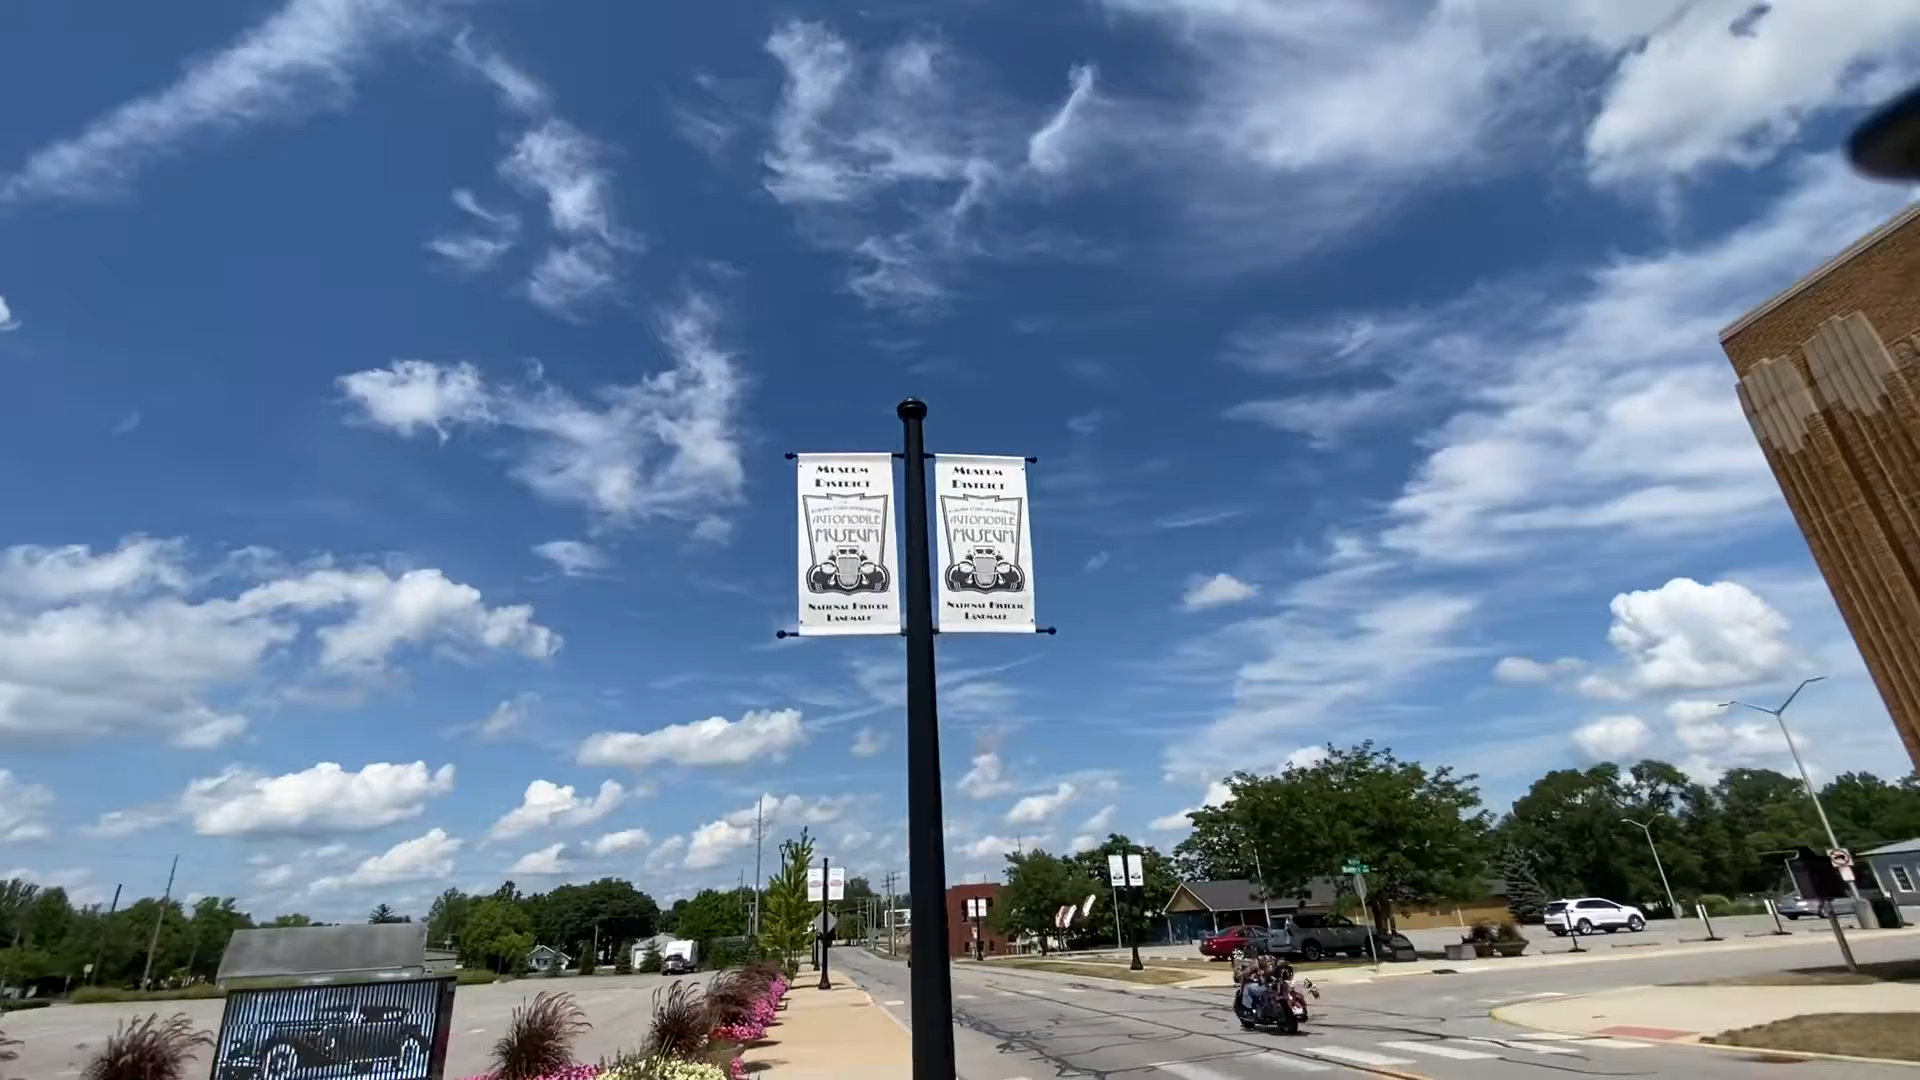 MUSEUM
DISTRICT
AUTOMOBILE
MUSEUM
NATIONAL HISTORIC
LANDMARK
MUSEUM
DISTRICT
AUTOMOBILE
MUSEUM
NATIONAL HISTORIC
LANDMARK